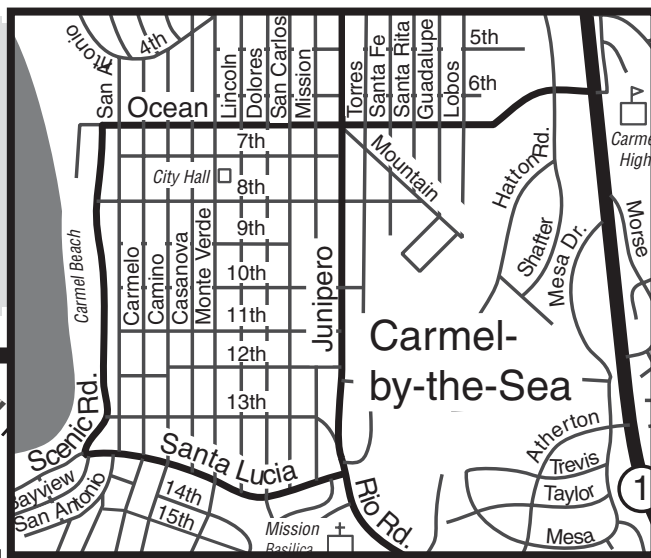 San Antonio
4th
Ocean
Lincoln
Dolores
San Carlos
Mission
Torres
Santa Fe
Santa Rita
Guadalupe
Lobos
5th
6th
7th
City Hall
8th
Mountain
Hatton Rd.
Shafter
Mesa Dr.
Morse
Carme
High
Carmel Beach
Carmelo
Camino
Casanova
Monte Verde
9th
10th
11th
12th
13th
Junipero
Carmel-
by-the-Sea
Scenic Rd.
Santa Lucia
Bayview
San Antonio
14th
15th
Mission
Basilica
Rio Rd.
Atherton
Trevis
Taylor
Mesa
1